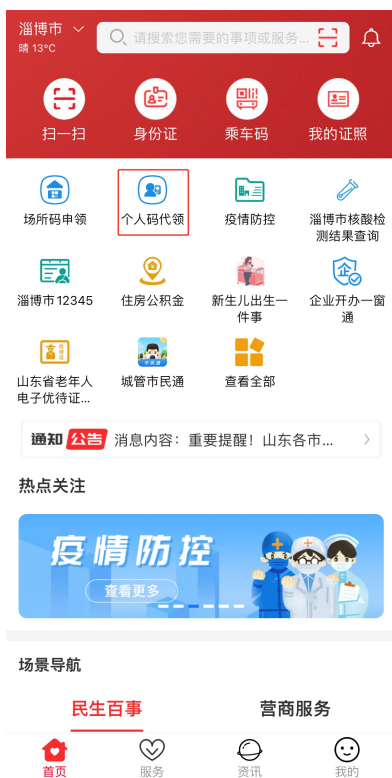 淄博市
请搜索您需要的事项或服务...
晴 13°C
扫一扫
身份证
乘车码
我的证照
场所码申领
个人码代领
疫情防控
淄博市核酸检
测结果查询
淄博市12345
住房公积金
新生儿出生一
件事
企业开办一窗
通
山东省老年人
电子优待证...
城管市民通
查看全部
通知 公告 消息内容：重要提醒！山东各市...
热点关注
疫情防控
查看更多
场景导航
民生百事
营商服务
首页
服务
资讯
我的